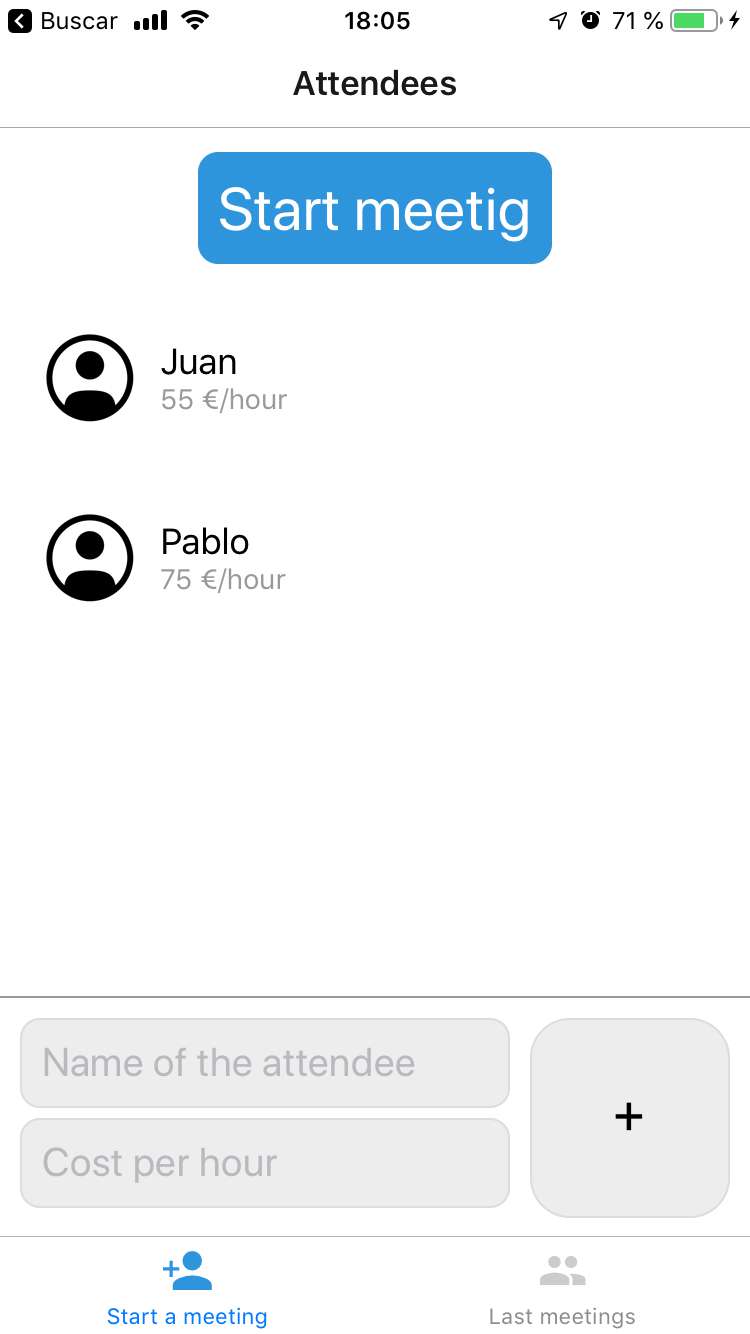 Buscar 18:05 71 %
Attendees
Start meetig
Juan
55 €/hour
Pablo
75 €/hour
Name of the attendee
+
Cost per hour
Start a meeting Last meetings